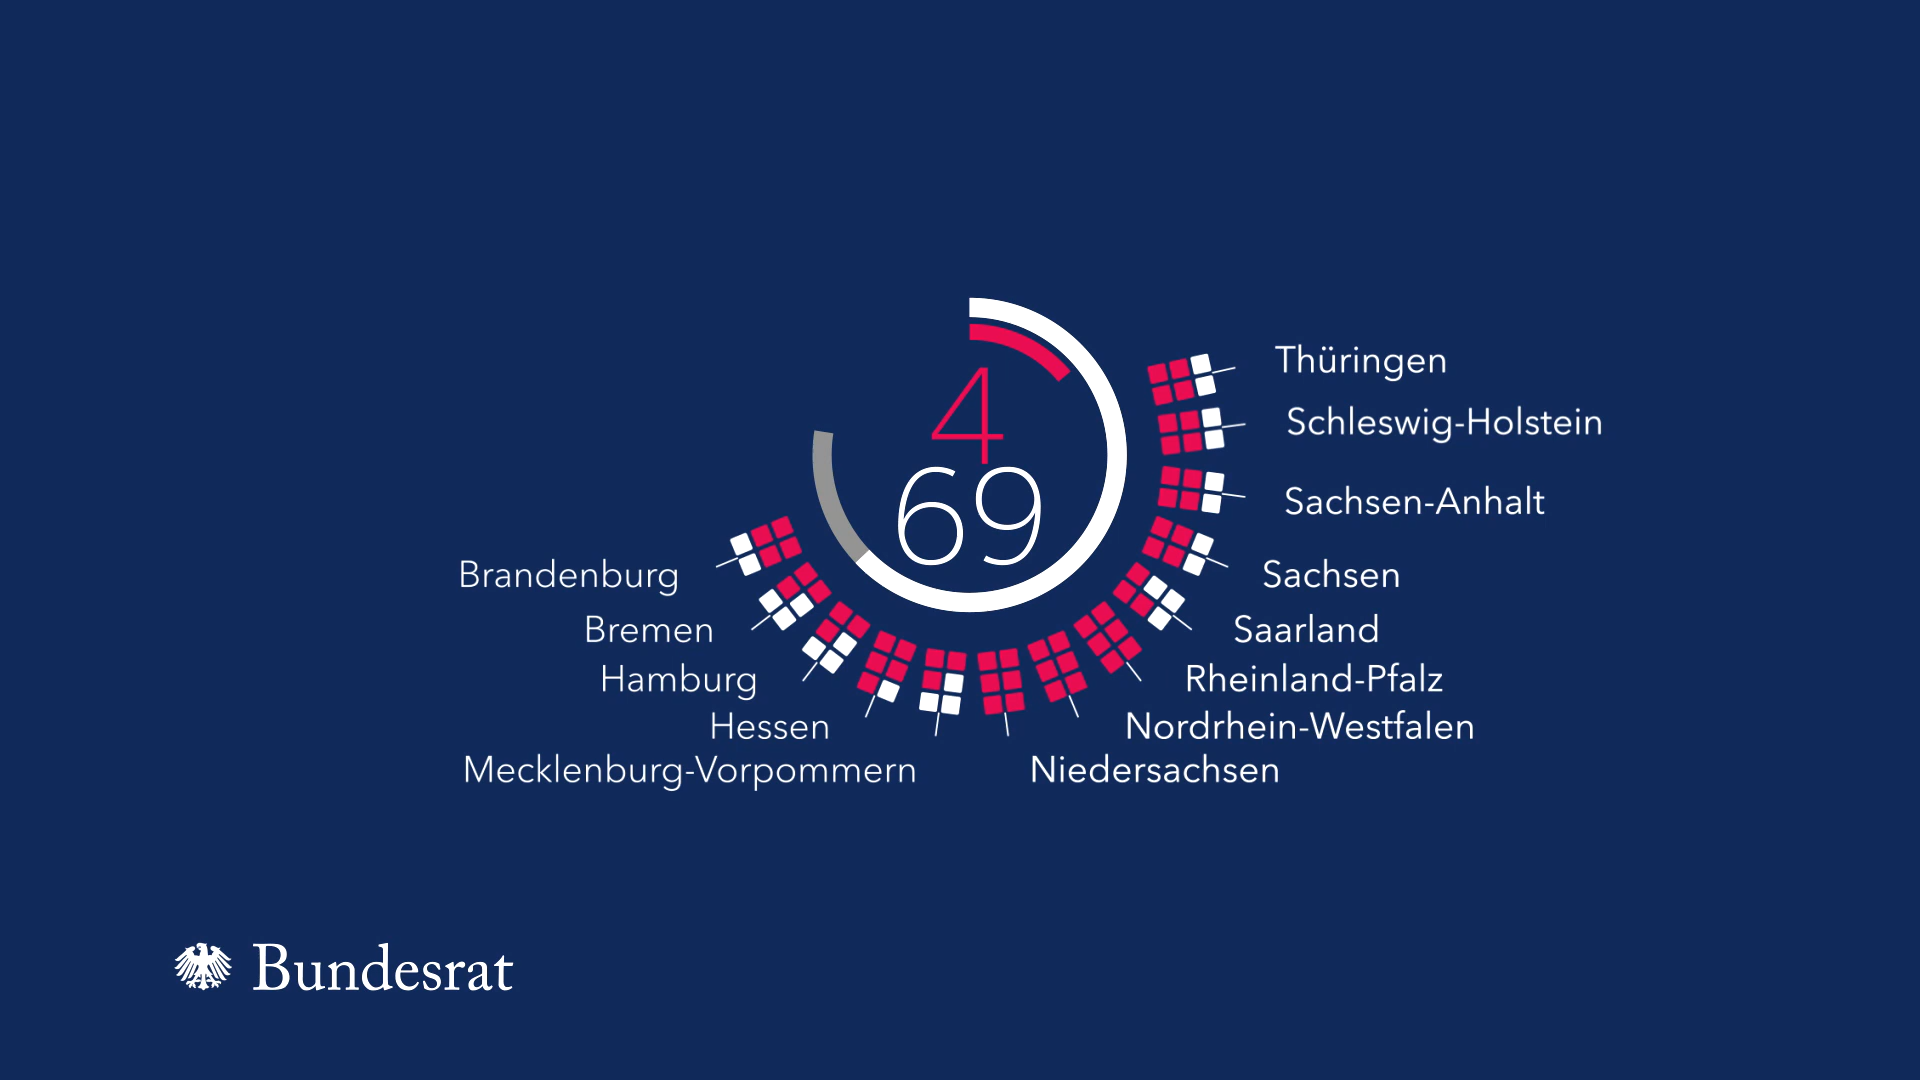 4
69
Thüringen
Schleswig-Holstein
Sachsen-Anhalt
Brandenburg
Sachsen
Bremen
Saarland
Hamburg
Rheinland-Pfalz
Hessen
Nordrhein-Westfalen
Mecklenburg-Vorpommern
Niedersachsen
Bundesrat